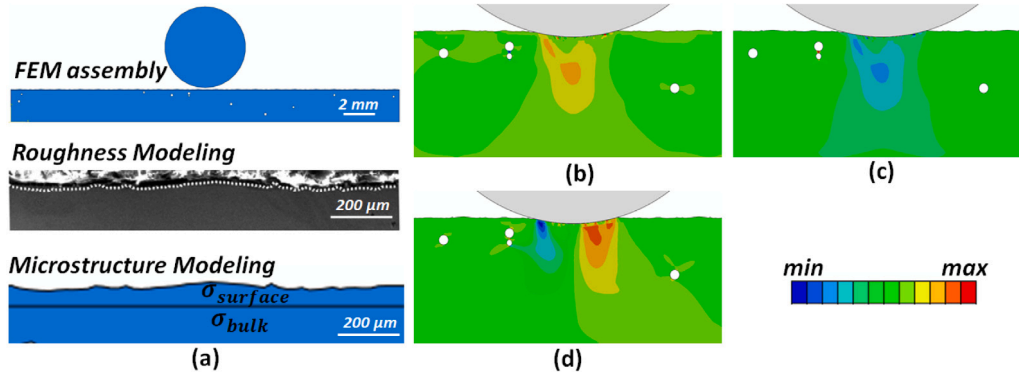 FEM assembly
2 mm
Roughness Modeling
200 μm
Microstructure Modeling
σsurface
σbulk
200 μm
(a)
(b)
(c)
(d)
min max